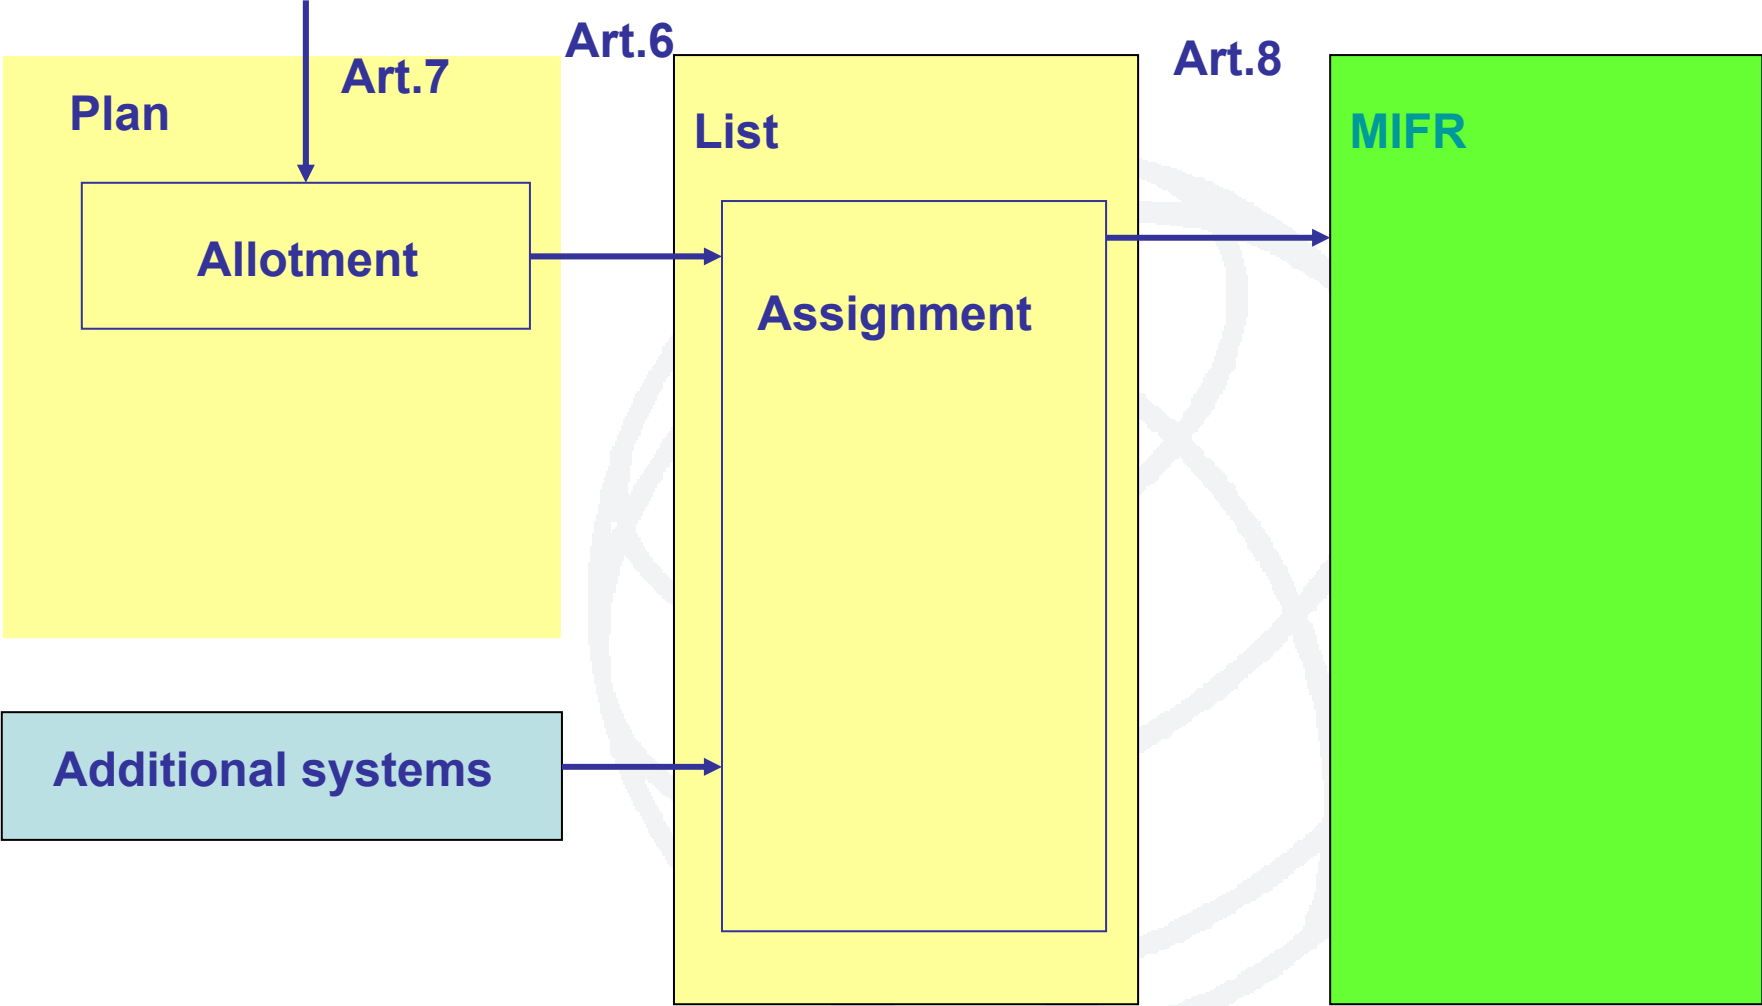 Art.6
Art.8
Art.7
Plan
List
MIFR
Allotment
Assignment
Additional systems